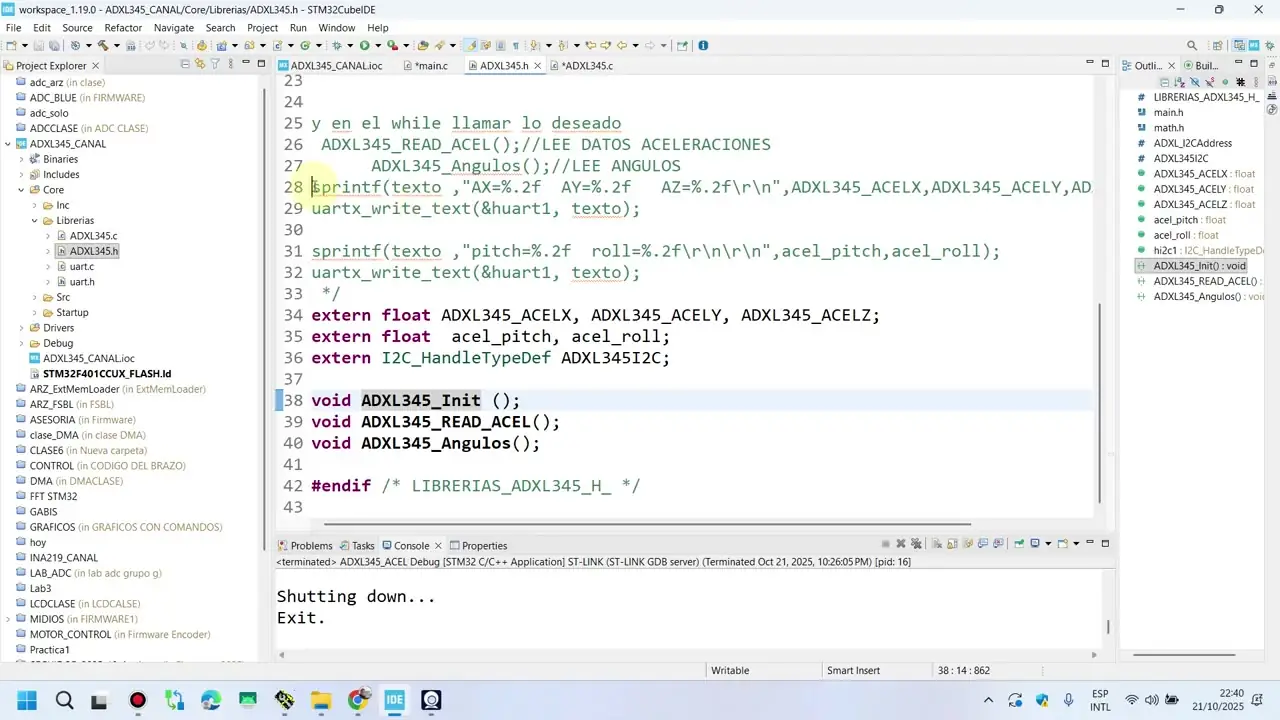 workspace_1.19.0 - ADXL345_CANAL/Core/Librerias/ADXL345.h - STM32CubeIDE
File Edit Source Refactor Navigate Search Project Run Window Help
Project Explorer
adc_arz (in clase)
ADC_BLUE (in FIRMWARE)
adc_solo
ADCCLASE (in ADC CLASE)
ADXL345_CANAL
Binaries
Includes
Core
Inc
Librerias
ADXL345.c
ADXL345.h
uart.c
uart.h
Src
Startup
Drivers
Debug
ADXL345_CANAL.ioc
STM32F401CCUX_FLASH.ld
ARZ_ExtMemLoader (in ExtMemLoader)
ARZ_FSBL (in FSBL)
ASESORIA (in Firmware)
clase_DMA (in clase DMA)
CLASE6 (in Nueva carpeta)
CONTROL (in CODIGO DEL BRAZO)
DMA (in DMACLASE)
FFT STM32
GABIS
GRAFICOS (in GRAFICOS CON COMANDOS)
hoy
INA219_CANAL
LAB_ADC (in lab adc grupo g)
Lab3
LCDCLASE (in LCDCALSE)
MIDIOS (in FIRMWARE1)
MOTOR_CONTROL (in Firmware Encoder)
Practica1
ADXL345_CANAL.ioc *main.c ADXL345.h *ADXL345.c
23
24
25 y en el while llamar lo deseado
26 ADXL345_READ_ACEL();//LEE DATOS ACELERACIONES
27 ADXL345_Angulos();//LEE ANGULOS
28 sprintf(texto ,"AX=%.2f AY=%.2f AZ=%.2f\r\n",ADXL345_ACELX,ADXL345_ACELY,AD
29 uartx_write_text(&huart1, texto);
30
31 sprintf(texto ,"pitch=%.2f roll=%.2f\r\n\r\n",acel_pitch,acel_roll);
32 uartx_write_text(&huart1, texto);
33 */
34 extern float ADXL345_ACELX, ADXL345_ACELY, ADXL345_ACELZ;
35 extern float acel_pitch, acel_roll;
36 extern I2C_HandleTypeDef ADXL345I2C;
37
38 void ADXL345_Init ();
39 void ADXL345_READ_ACEL();
40 void ADXL345_Angulos();
41
42 #endif /* LIBRERIAS_ADXL345_H_ */
43
Problems Tasks Console Properties
<terminated> ADXL345_ACEL Debug [STM32 C/C++ Application] ST-LINK (ST-LINK GDB server) (Terminated Oct 21, 2025, 10:26:05 PM) [pid: 16]
Shutting down...
Exit.
Outli... Buil...
LIBRERIAS_ADXL345_H_
main.h
math.h
ADXL_I2CAddress
ADXL345I2C
ADXL345_ACELX : float
ADXL345_ACELY : float
ADXL345_ACELZ : float
acel_pitch : float
acel_roll : float
hi2c1 : I2C_HandleTypeDef
ADXL345_Init() : void
ADXL345_READ_ACEL() :
ADXL345_Angulos() : void
Writable Smart Insert 38 : 14 : 862
IDE
ESP
INTL
22:40
21/10/2025